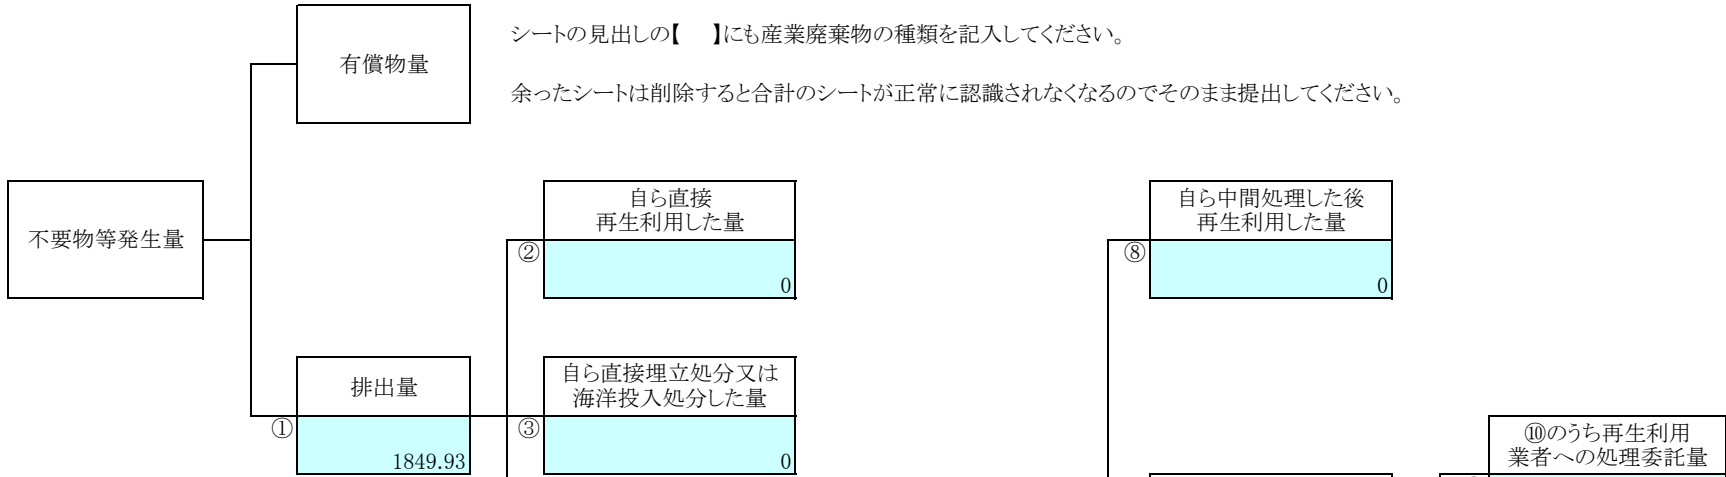 シートの見出しの【　】にも産業廃棄物の種類を記入してください。
有償物量
余ったシートは削除すると合計のシートが正常に認識されなくなるのでそのまま提出してください。
不要物等発生量
自ら直接
再生利用した量
②
0
自ら中間処理した後
再生利用した量
⑧
0
排出量
①
1849.93
自ら直接埋立処分又は
海洋投入処分した量
③
0
⑩のうち再生利用
業者への処理委託量